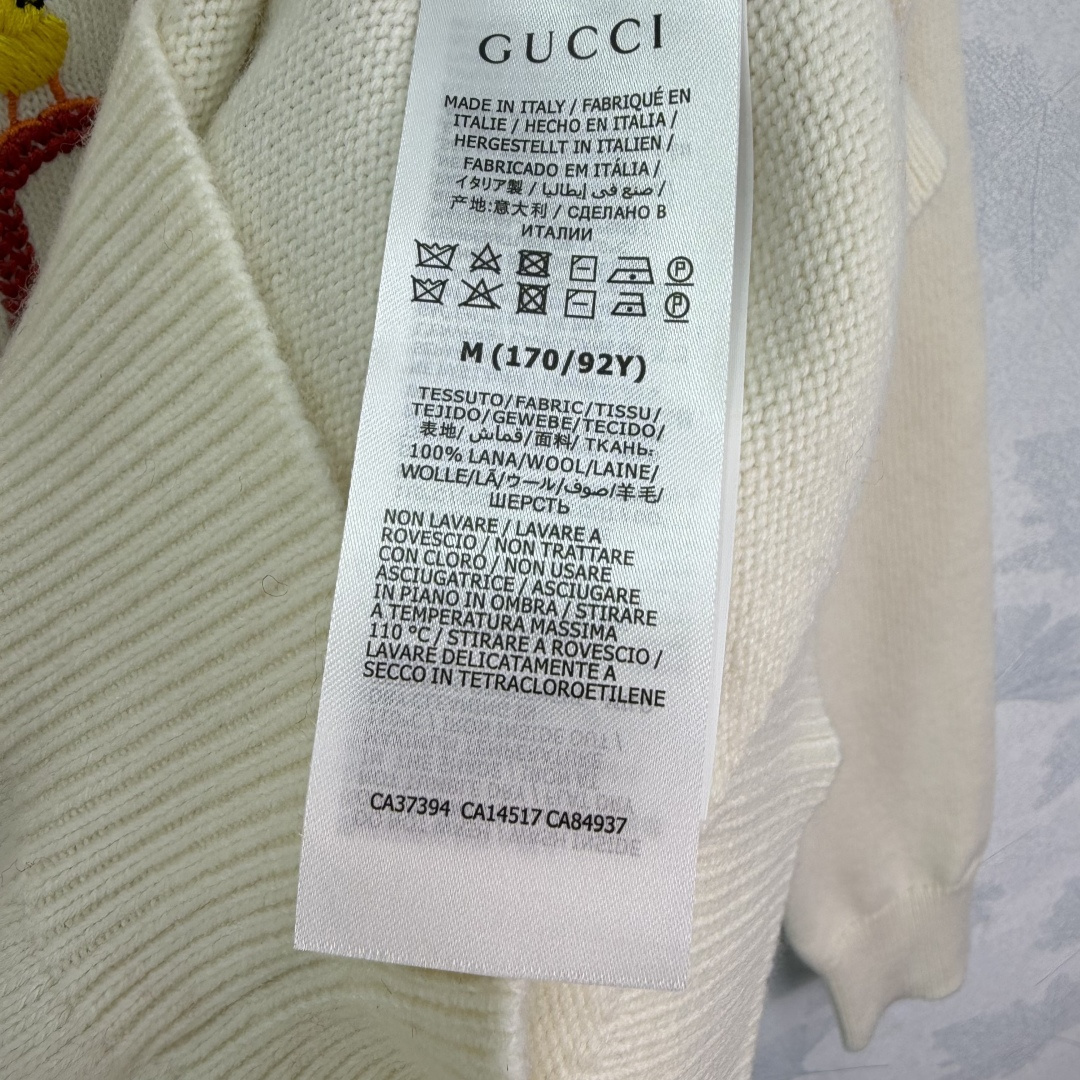 GUCCI
MADE IN ITALY / FABRIQUÉ EN
ITALIE / HECHO EN ITALIA /
HERGESTELLT IN ITALIEN /
FABRICADO EM ITÁLIA /
イタリア製 / صنع في إيطاليا /
产地:意大利 / СДЕЛАНО В
ИТАЛИИ
P
P
M (170/92Y)
TESSUTO/FABRIC/TISSU/
TEJIDO/GEWEBE/TECIDO/
表地/ قماش/面料/ ТКАНЬ:
100% LANA/WOOL/LAINE/
WOLLE/LÃ/ウール/صوف/羊毛/
ШЕРСТЬ
NON LAVARE / LAVARE A
ROVESCIO / NON TRATTARE
CON CLORO / NON USARE
ASCIUGATRICE / ASCIUGARE
IN PIANO IN OMBRA / STIRARE
A TEMPERATURA MASSIMA
110 °C / STIRARE A ROVESCIO /
LAVARE DELICATAMENTE A
SECCO IN TETRACLOROETILENE
CA37394 CA14517 CA84937